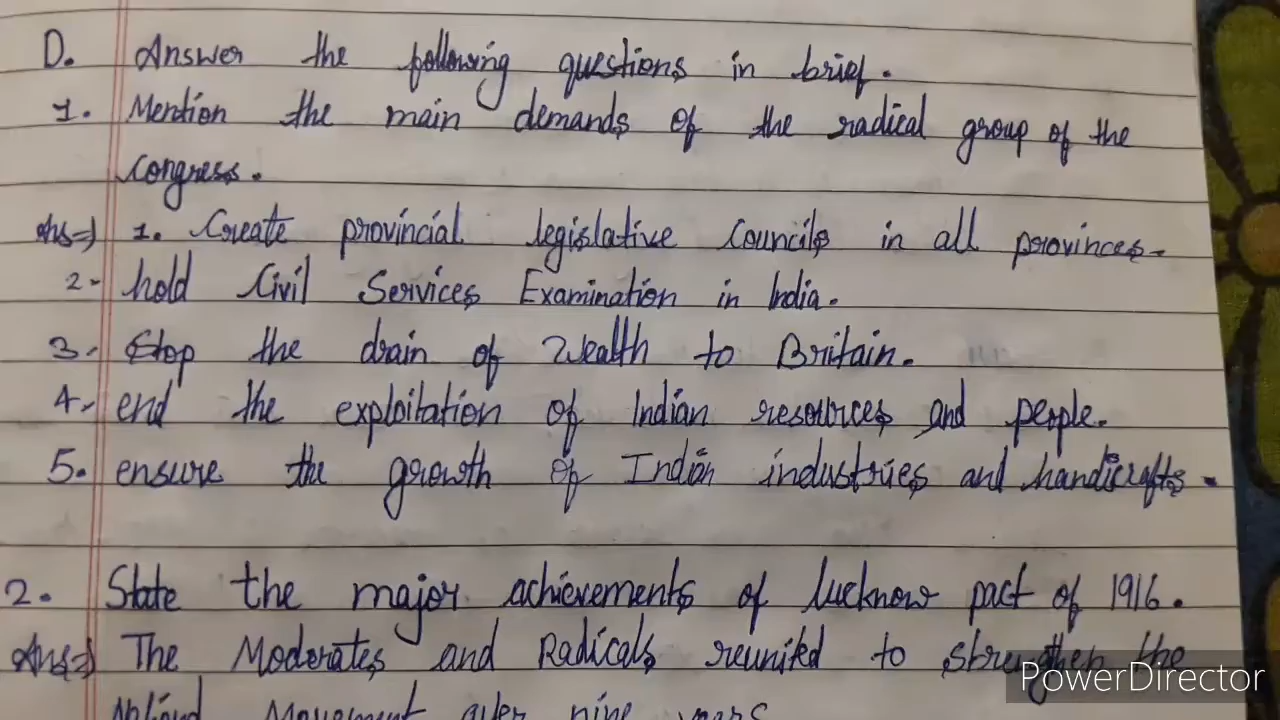 D. Answer the following questions in brief.
1. Mention the main demands of the radical group of the
Congress.
Ans⇒) 1. Create provincial legislative Councils in all provinces.
2. hold Civil Services Examination in India.
3. Stop the drain of Wealth to Britain.
4. end the exploitation of Indian resources and people.
5. ensure the growth of Indian industries and handicrafts.
2. State the major achievements of lucknow pact of 1916.
Ans⇒) The Moderates and Radicals reunited to strengthen the
Movement after nine years
PowerDirector